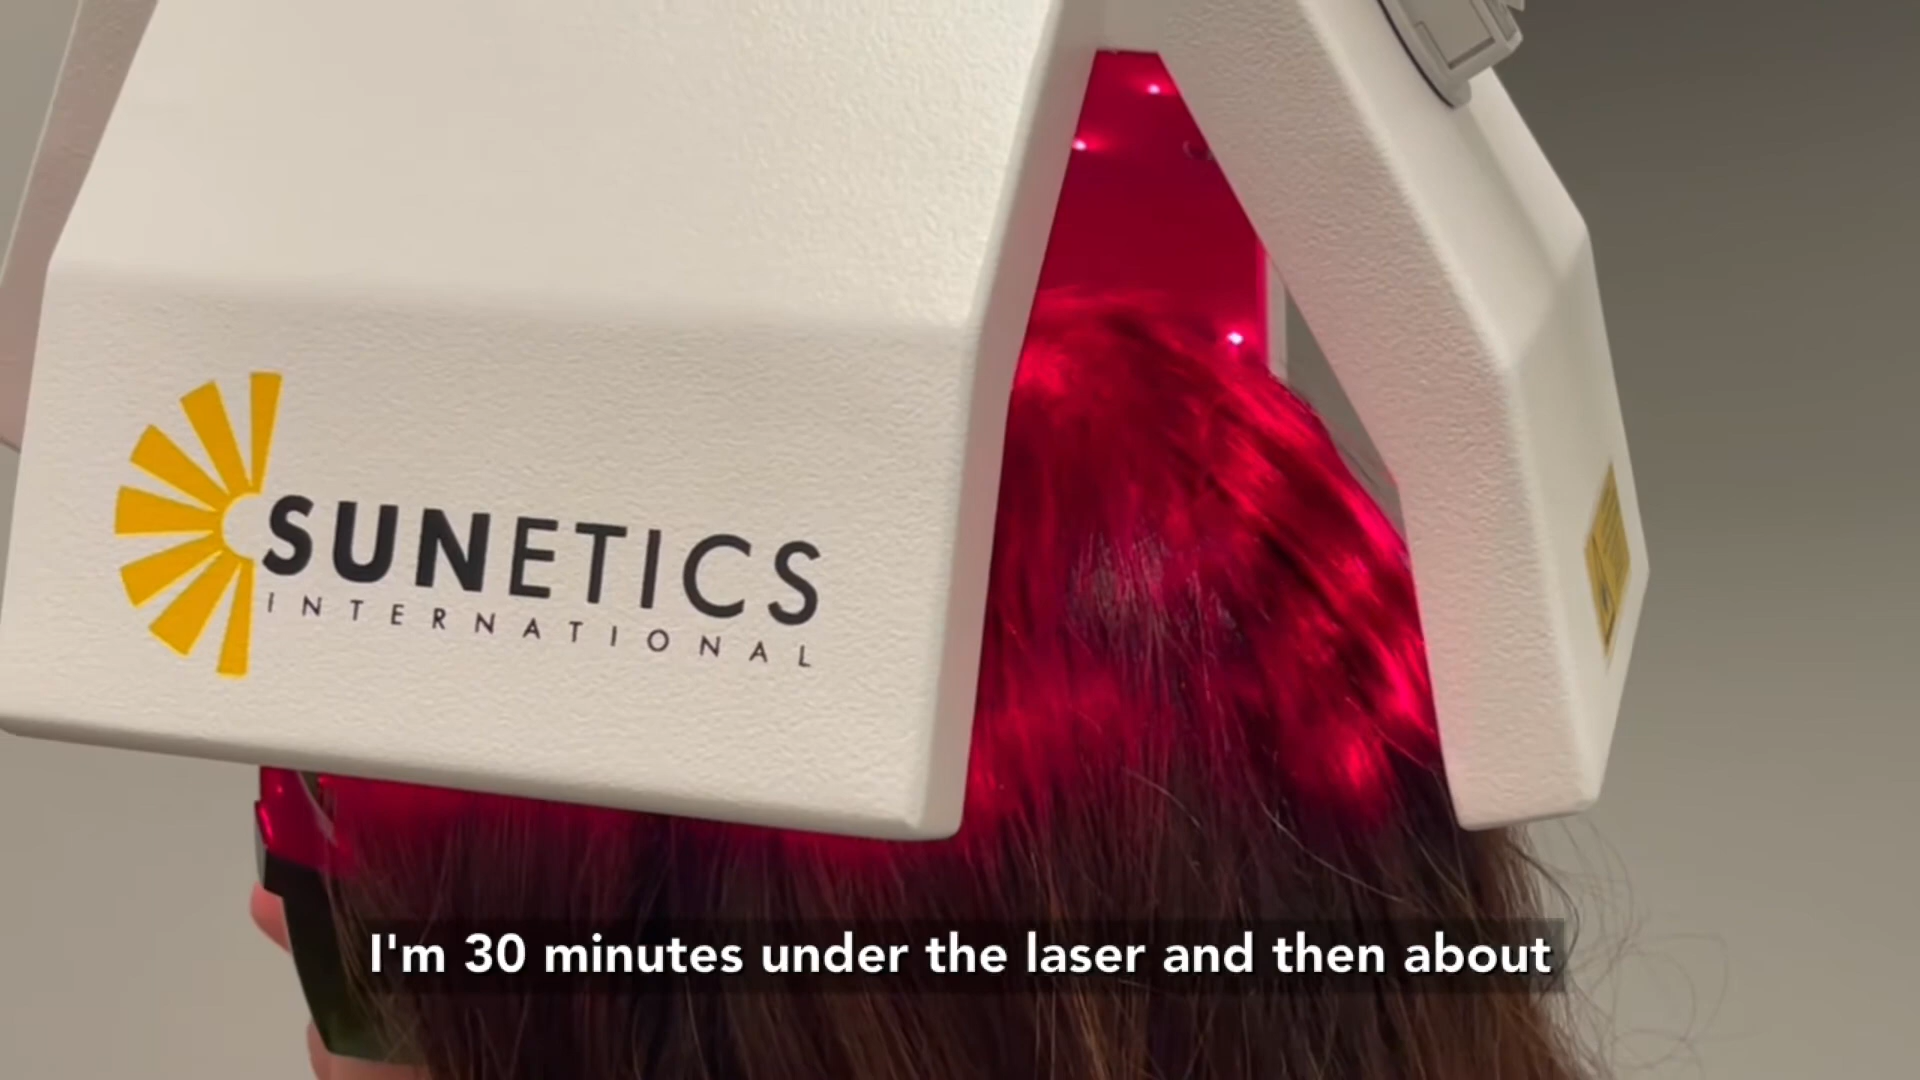 SUNETICS
INTERNATIONAL
I'm 30 minutes under the laser and then about